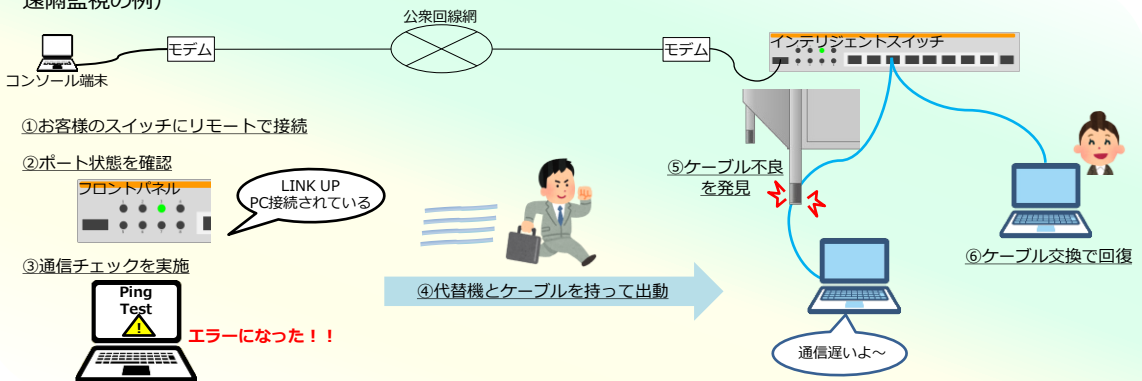 遠隔監視の例)
公衆回線網
モデム
モデム
インテリジェントスイッチ
コンソール端末
①お客様のスイッチにリモートで接続
②ポート状態を確認
フロントパネル
LINK UP
PC接続されている
⑤ケーブル不良
を発見
⑥ケーブル交換で回復
③通信チェックを実施
Ping
Test
!
エラーになった！！
④代替機とケーブルを持って出動
通信遅いよ～